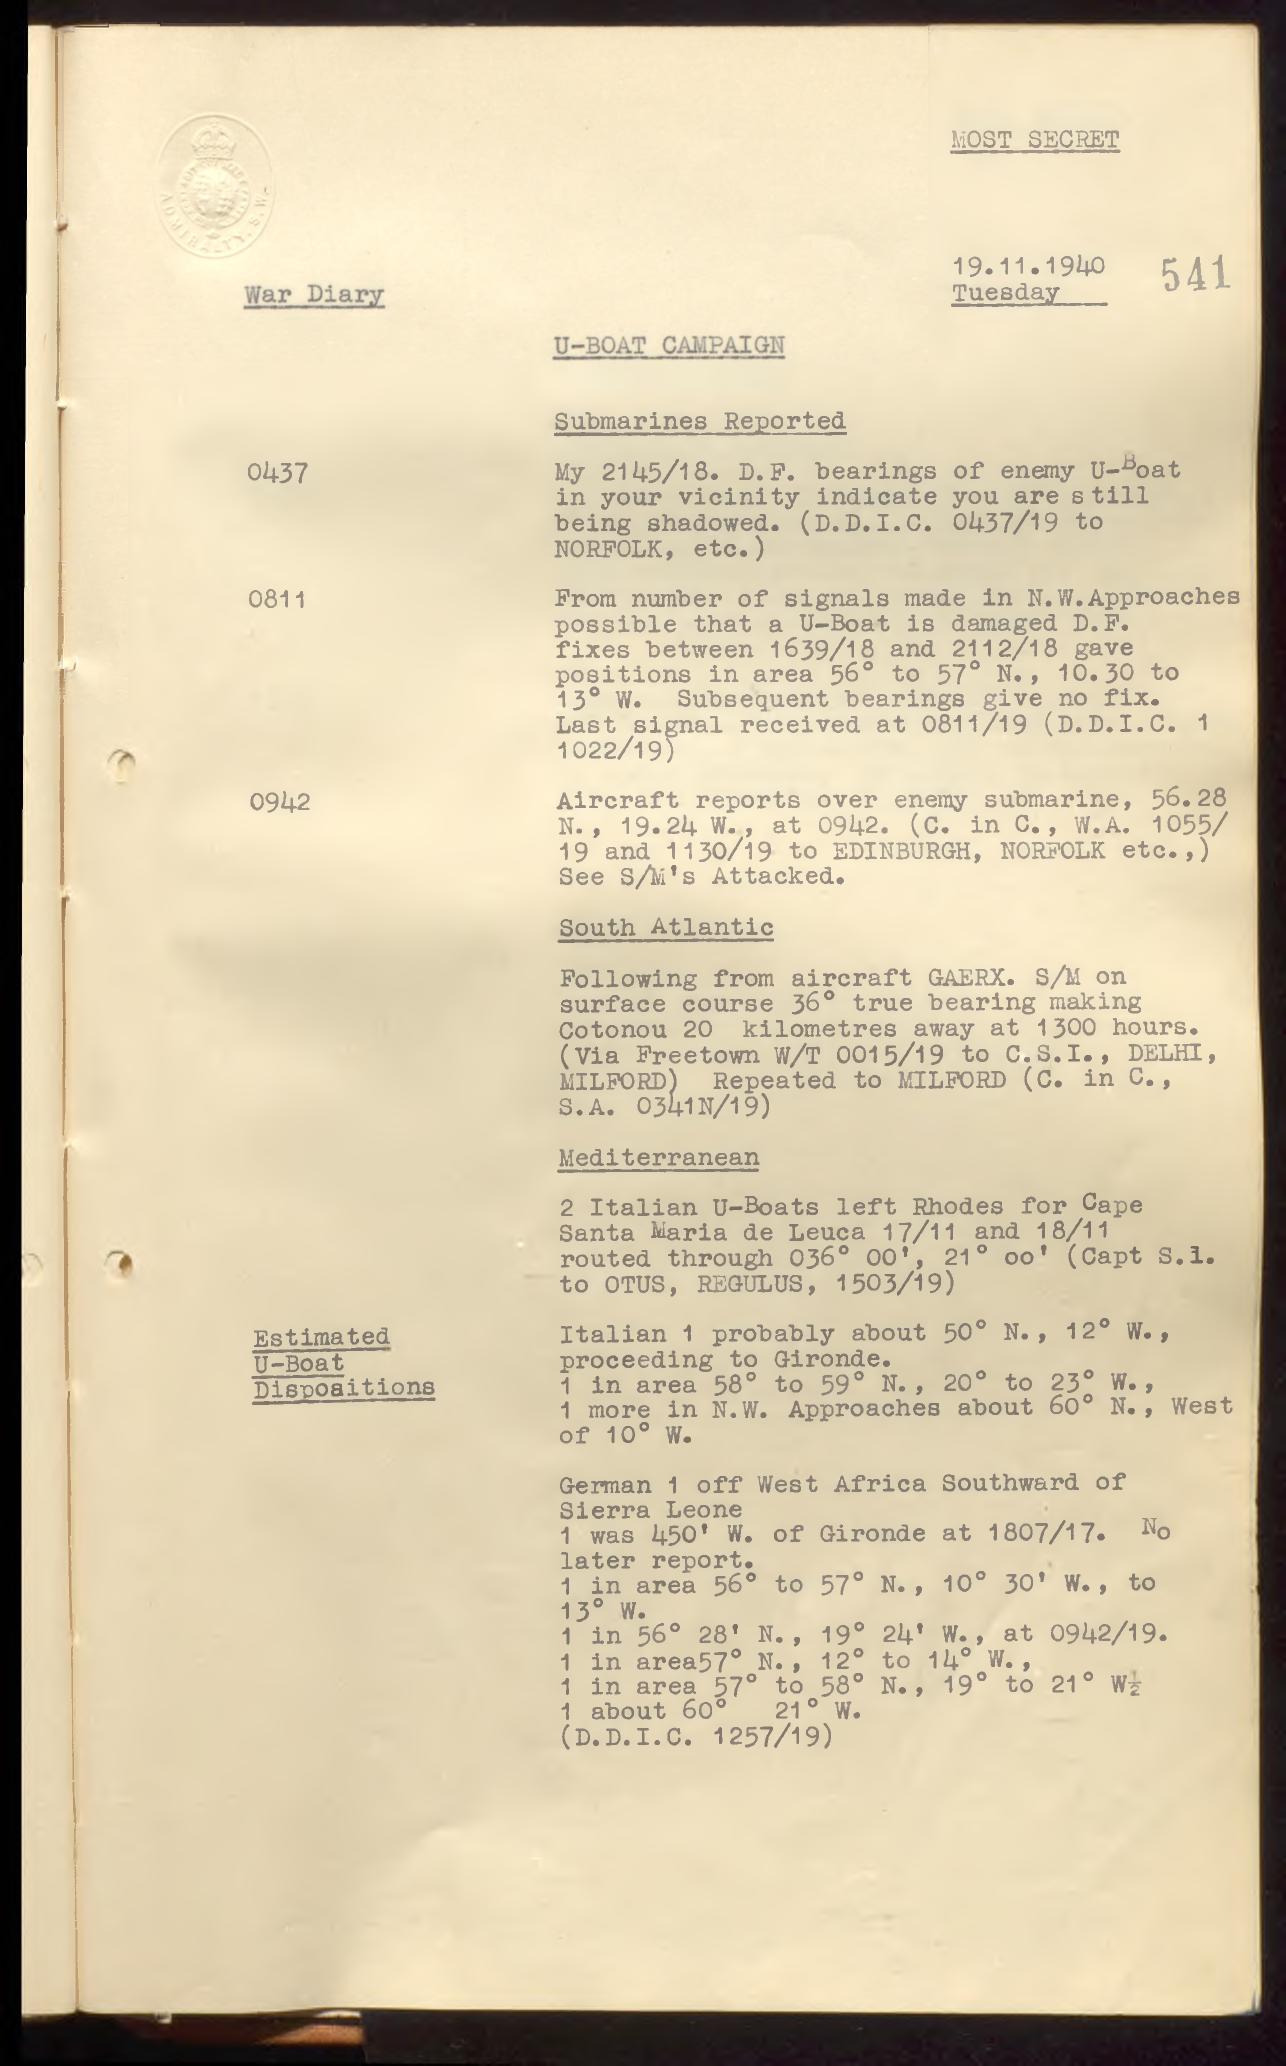 ADMIRALTY. S.W.
MOST SECRET
19.11.1940 541
War Diary
Tuesday
U-BOAT CAMPAIGN
Submarines Reported
0437 My 2145/18. D.F. bearings of enemy U-Boat
in your vicinity indicate you are still
being shadowed. (D.D.I.C. 0437/19 to
NORFOLK, etc.)
0811 From number of signals made in N.W.Approaches
possible that a U-Boat is damaged D.F.
fixes between 1639/18 and 2112/18 gave
positions in area 56° to 57° N., 10.30 to
13° W. Subsequent bearings give no fix.
Last signal received at 0811/19 (D.D.I.C. 1
1022/19)
0942 Aircraft reports over enemy submarine, 56.28
N., 19.24 W., at 0942. (C. in C., W.A. 1055/
19 and 1130/19 to EDINBURGH, NORFOLK etc.,)
See S/M's Attacked.
South Atlantic
Following from aircraft GAERX. S/M on
surface course 36° true bearing making
Cotonou 20 kilometres away at 1300 hours.
(Via Freetown W/T 0015/19 to C.S.I., DELHI,
MILFORD) Repeated to MILFORD (C. in C.,
S.A. 0341N/19)
Mediterranean
2 Italian U-Boats left Rhodes for Cape
Santa Maria de Leuca 17/11 and 18/11
routed through 036° 00', 21° oo' (Capt S.1.
to OTUS, REGULUS, 1503/19)
Estimated
U-Boat
Dispoaitions
Italian 1 probably about 50° N., 12° W.,
proceeding to Gironde.
1 in area 58° to 59° N., 20° to 23° W.,
1 more in N.W. Approaches about 60° N., West
of 10° W.
German 1 off West Africa Southward of
Sierra Leone
1 was 450' W. of Gironde at 1807/17. No
later report.
1 in area 56° to 57° N., 10° 30' W., to
13° W.
1 in 56° 28' N., 19° 24' W., at 0942/19.
1 in area57° N., 12° to 14° W.,
1 in area 57° to 58° N., 19° to 21° W½
1 about 60° 21° W.
(D.D.I.C. 1257/19)